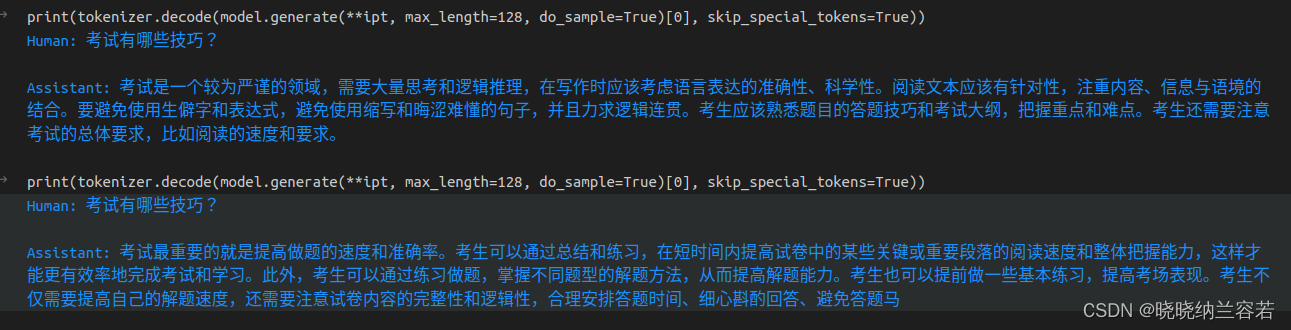 print(tokenizer.decode(model.generate(**ipt, max_length=128, do_sample=True)[0], skip_special_tokens=True))
Human: 考试有哪些技巧？
Assistant: 考试是一个较为严谨的领域，需要大量思考和逻辑推理，在写作时应该考虑语言表达的准确性、科学性。阅读文本应该有针对性，注重内容、信息与语境的
结合。要避免使用生僻字和表达式，避免使用缩写和晦涩难懂的句子，并且力求逻辑连贯。考生应该熟悉题目的答题技巧和考试大纲，把握重点和难点。考生还需要注意
考试的总体要求，比如阅读的速度和要求。
print(tokenizer.decode(model.generate(**ipt, max_length=128, do_sample=True)[0], skip_special_tokens=True))
Human: 考试有哪些技巧？
Assistant: 考试最重要的就是提高做题的速度和准确率。考生可以通过总结和练习，在短时间内提高试卷中的某些关键或重要段落的阅读速度和整体把握能力，这样才
能更有效率地完成考试和学习。此外，考生可以通过练习做题，掌握不同题型的解题方法，从而提高解题能力。考生也可以提前做一些基本练习，提高考场表现。考生不
仅需要提高自己的解题速度，还需要注意试卷内容的完整性和逻辑性，合理安排答题时间、细心斟酌回答、避免答题马
CSDN @晓晓纳兰容若